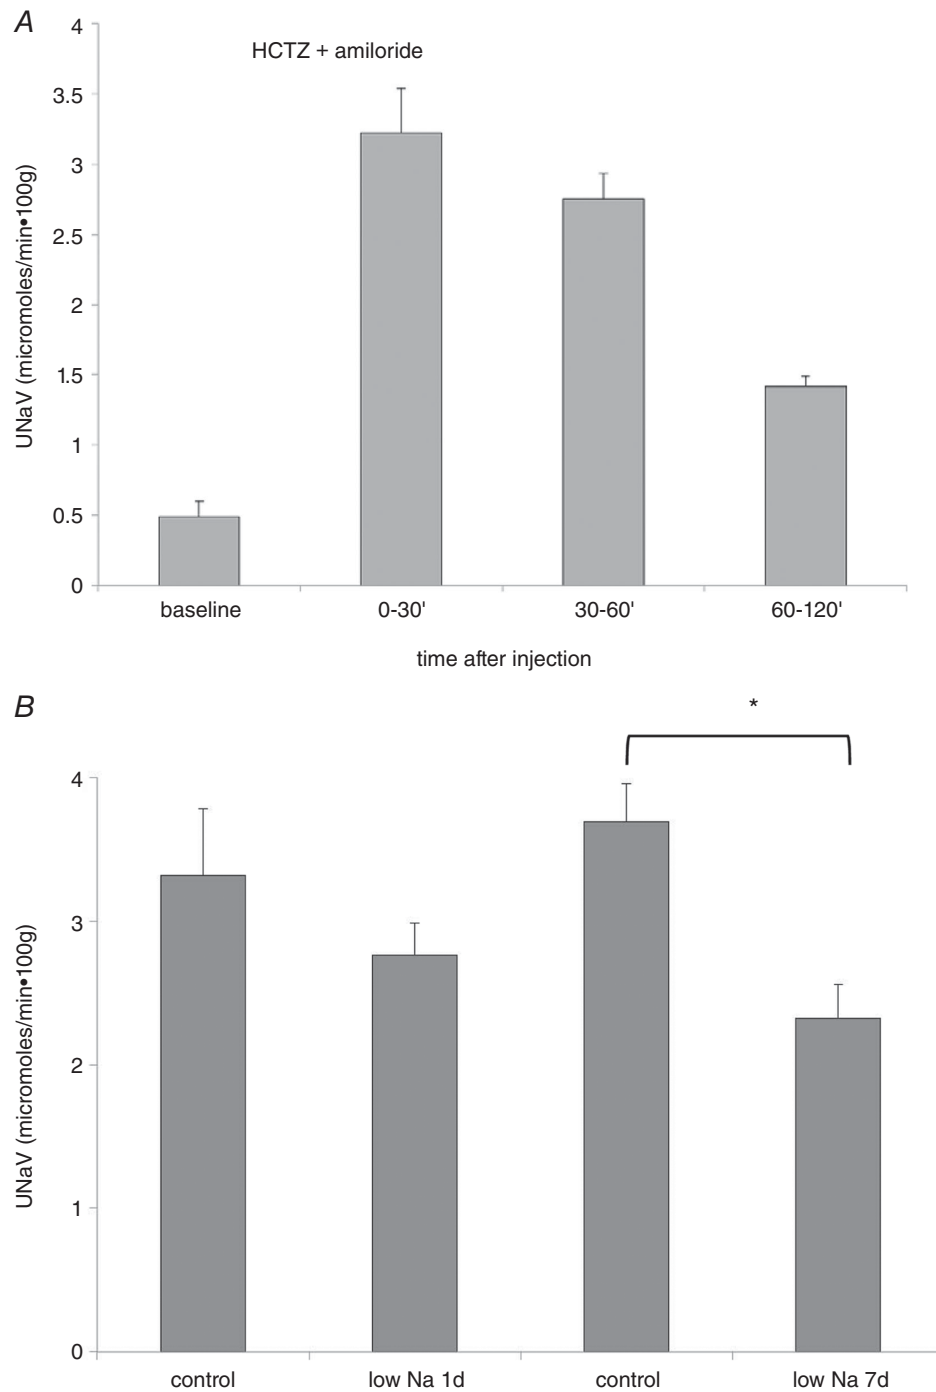 A
HCTZ + amiloride
UNaV (micromoles/min•100g)
4
3.5
3
2.5
2
1.5
1
0.5
0
baseline 0-30' 30-60' 60-120'
time after injection
B
*
UNaV (micromoles/min•100g)
4
3
2
1
0
control low Na 1d control low Na 7d